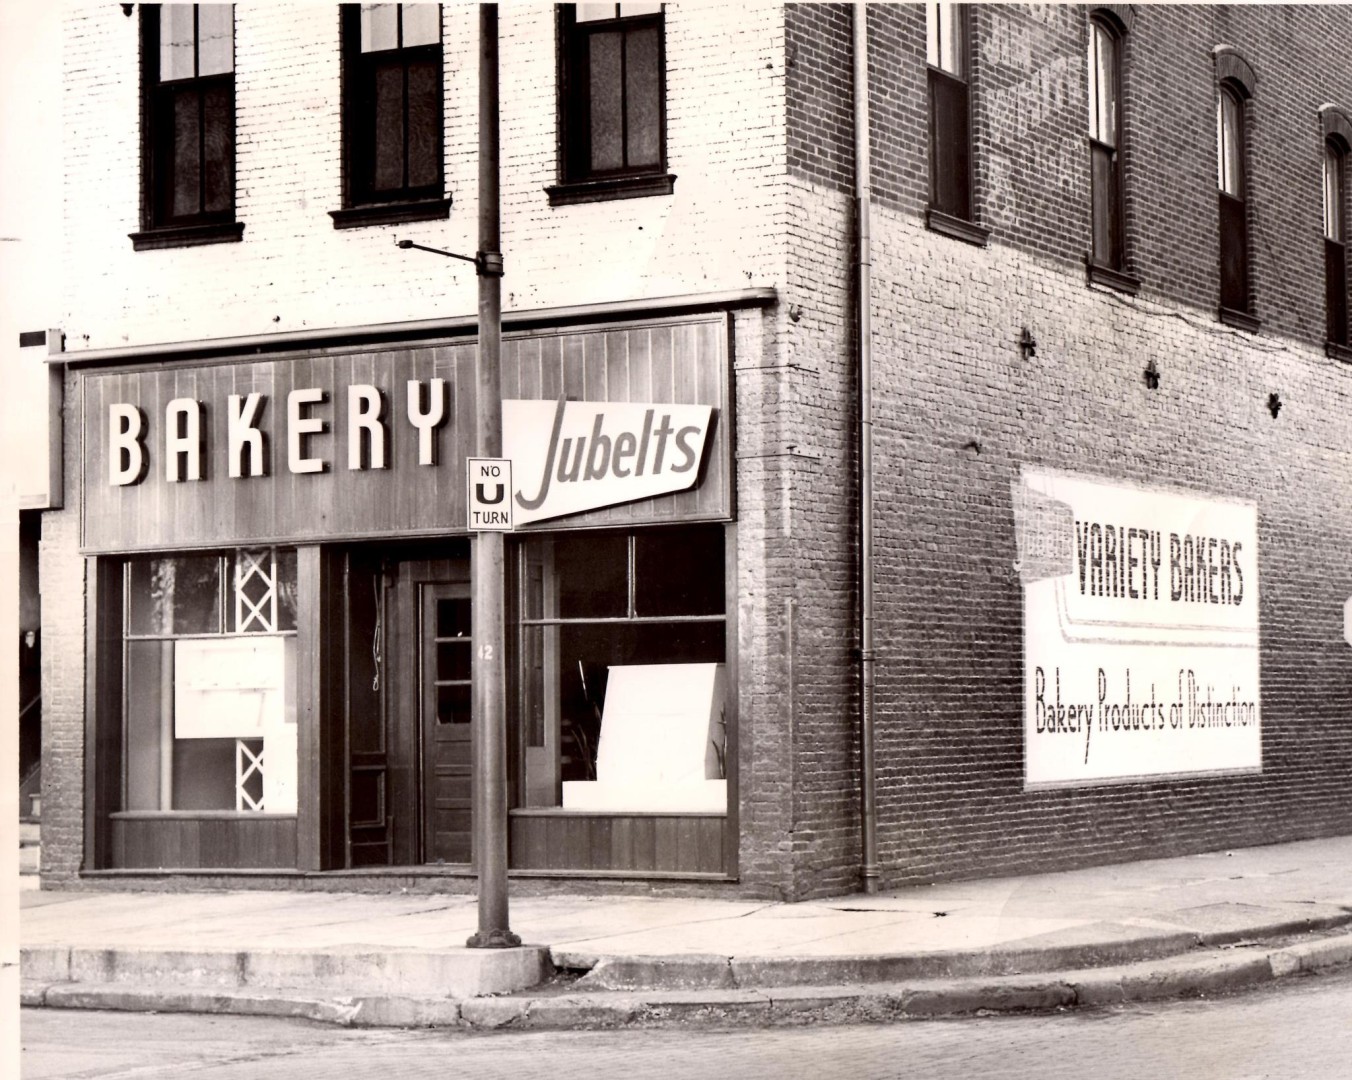 BAKERY
Jubelts
NO
U
TURN
42
VARIETY BAKERS
Bakery Products of Distinction